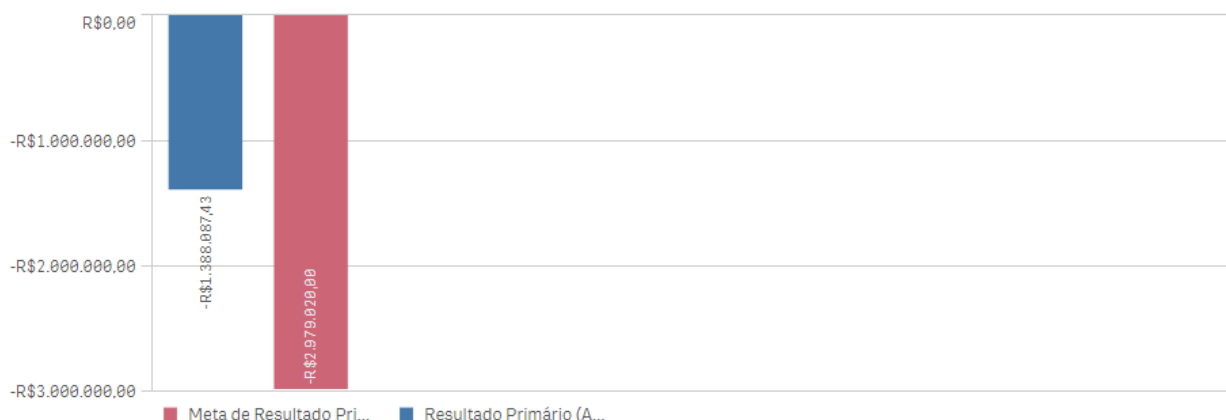 R$0,00
-R$1.000.000,00
-R$2.000.000,00
-R$3.000.000,00
-R$1.388.087,43
-R$2.979.020,00
Meta de Resultado Pri...
Resultado Primário (A...